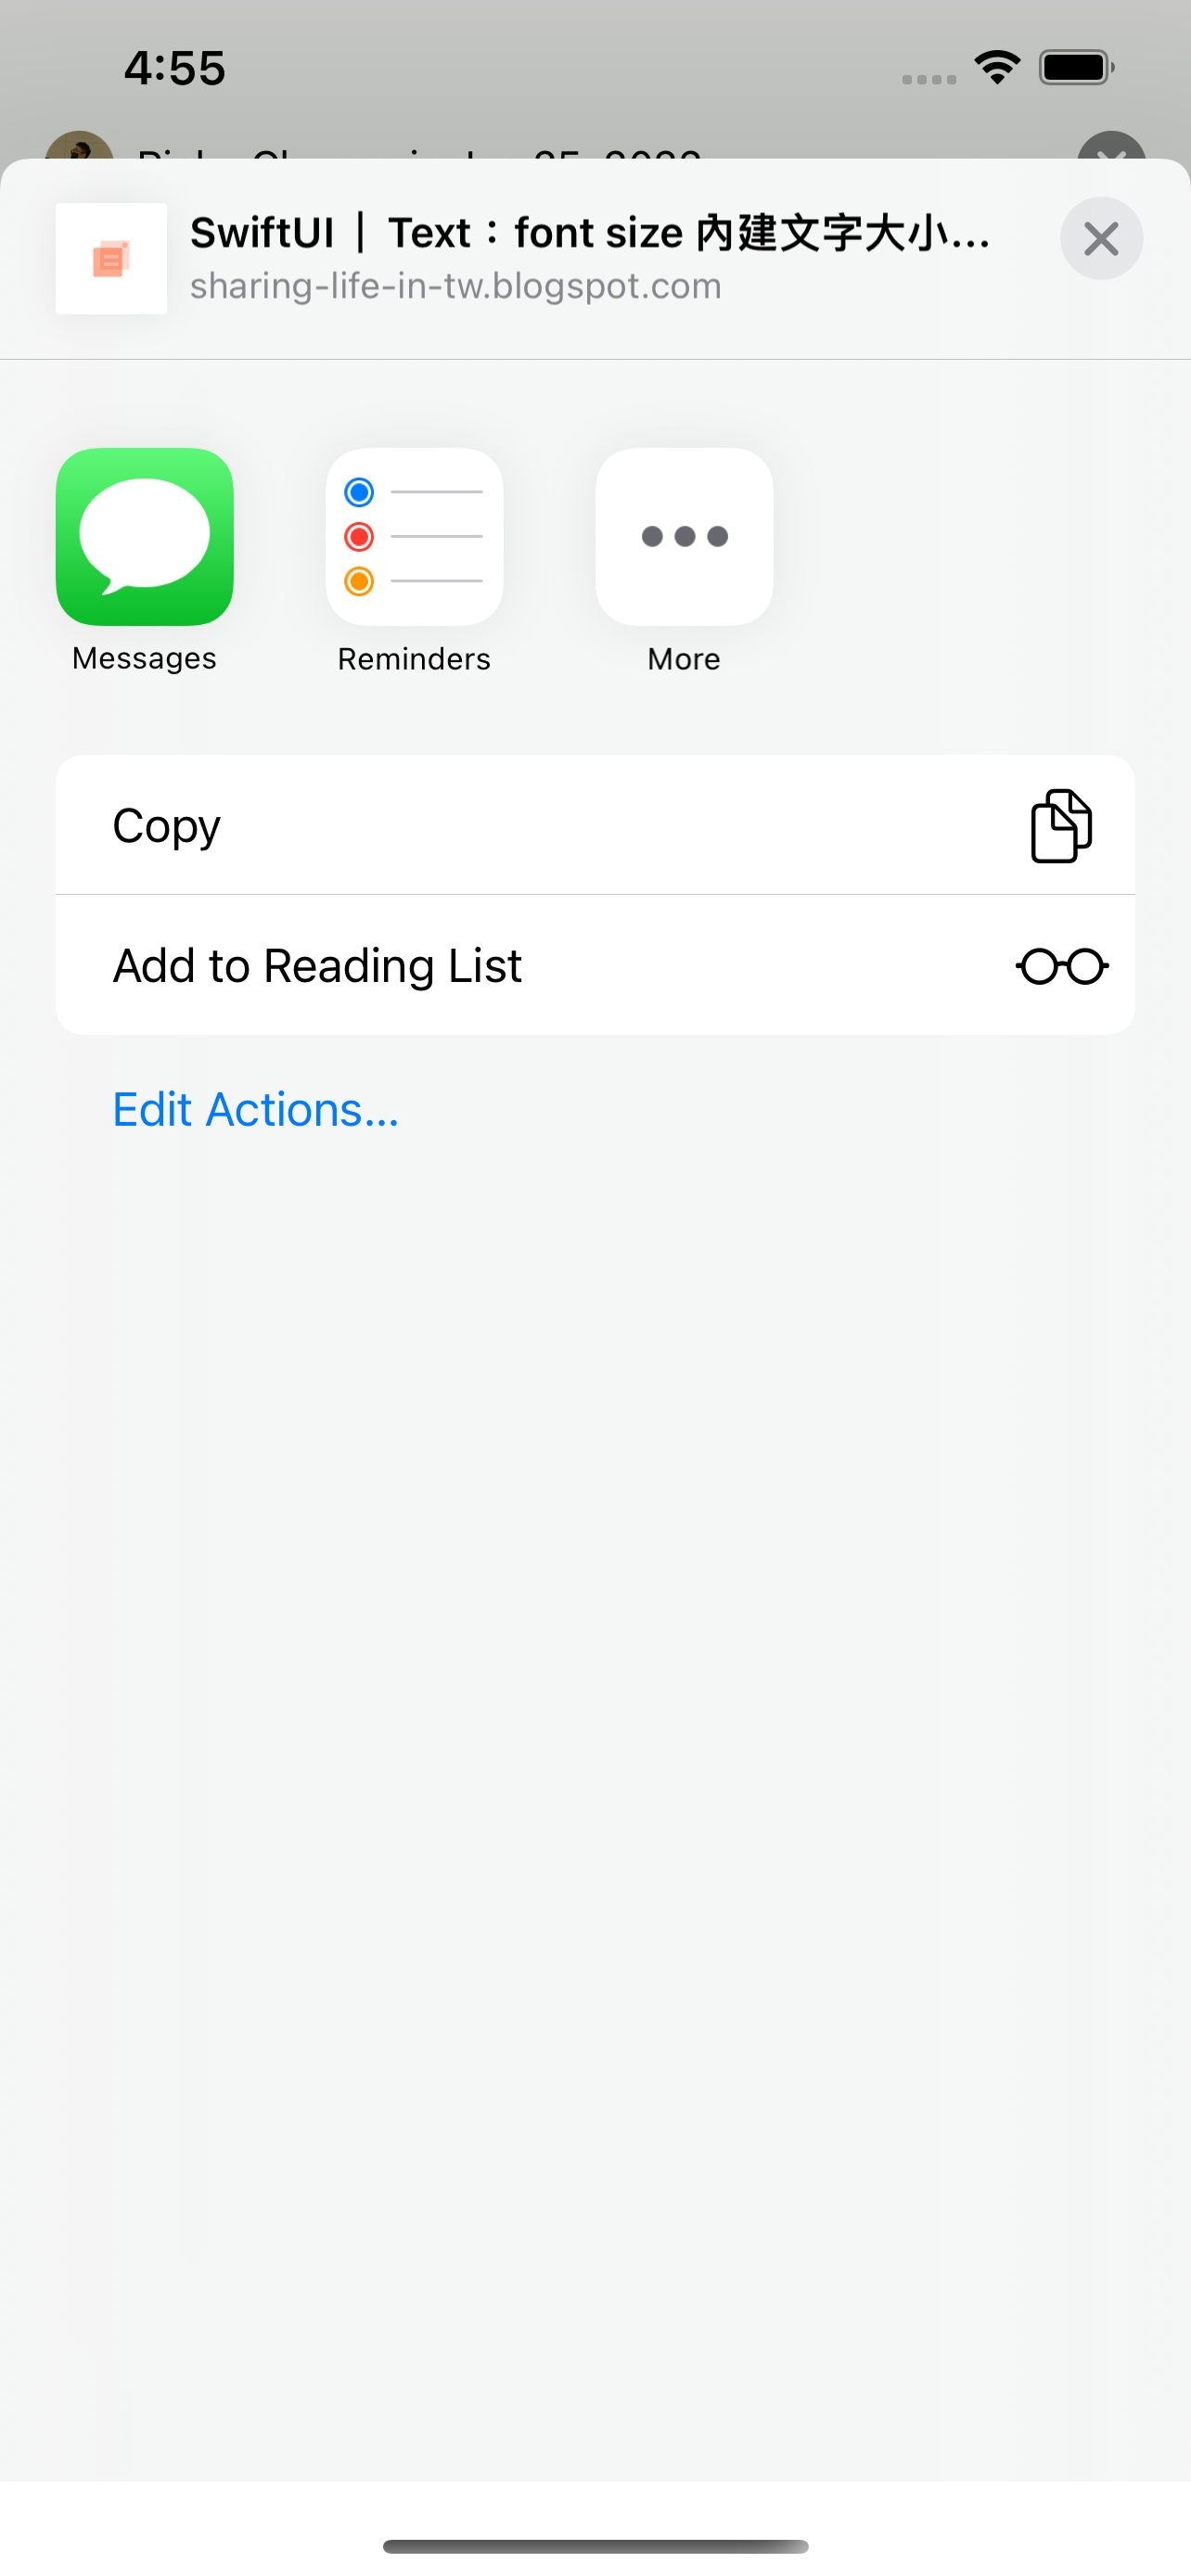 4:55
SwiftUI｜Text：font size 內建文字大小...
sharing-life-in-tw.blogspot.com
Messages
Reminders
More
Copy
Add to Reading List
Edit Actions...